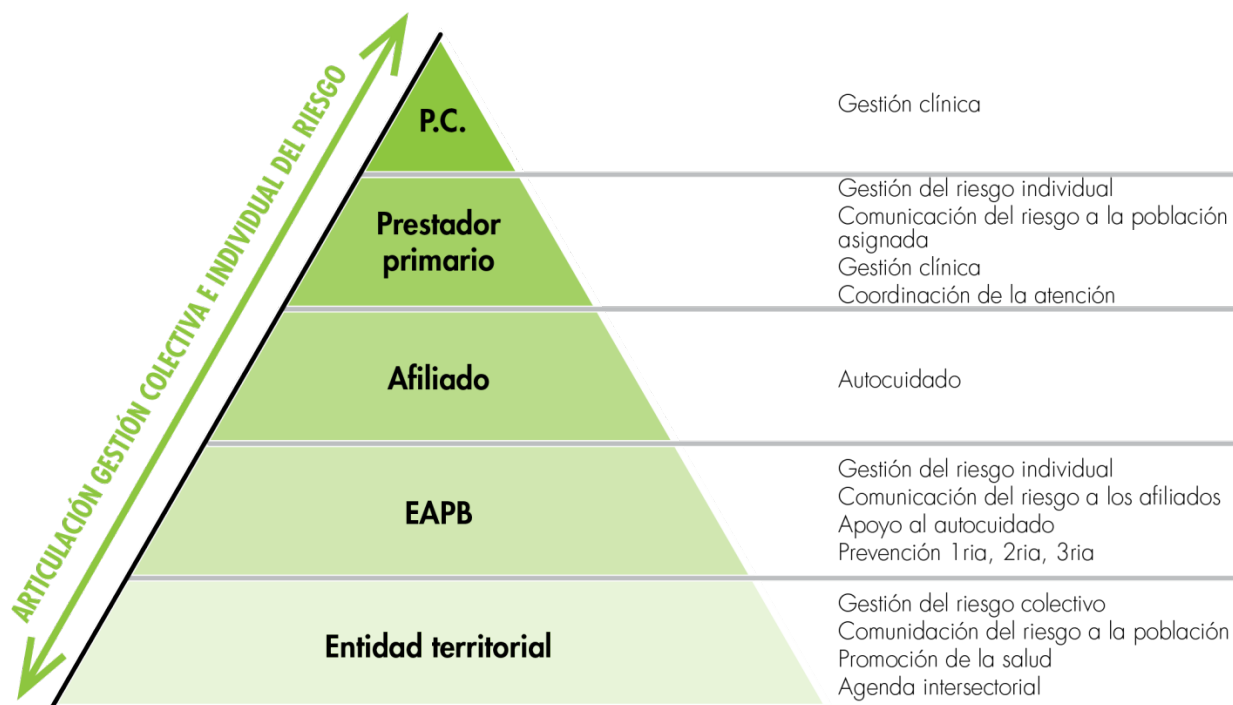 ARTICULACIÓN GESTIÓN COLECTIVA E INDIVIDUAL DEL RIESGO
P.C.
Gestión clínica
Prestador
primario
Gestión del riesgo individual
Comunicación del riesgo a la población
asignada
Gestión clínica
Coordinación de la atención
Afiliado
Autocuidado
EAPB
Gestión del riesgo individual
Comunicación del riesgo a los afiliados
Apoyo al autocuidado
Prevención 1ria, 2ria, 3ria
Entidad territorial
Gestión del riesgo colectivo
Comunidación del riesgo a la población
Promoción de la salud
Agenda intersectorial